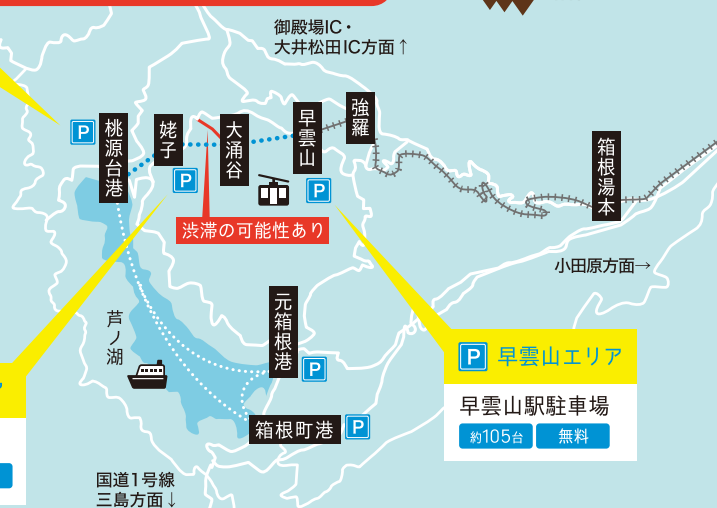 御殿場IC・
大井松田IC方面↑
強羅
早雲山
大涌谷
姥子
P
桃源台港
箱根湯本
P
P
渋滞の可能性あり
小田原方面→
元箱根港
芦ノ湖
P
P 早雲山エリア
早雲山駅駐車場
約105台 無料
箱根町港 P
国道1号線
三島方面↓